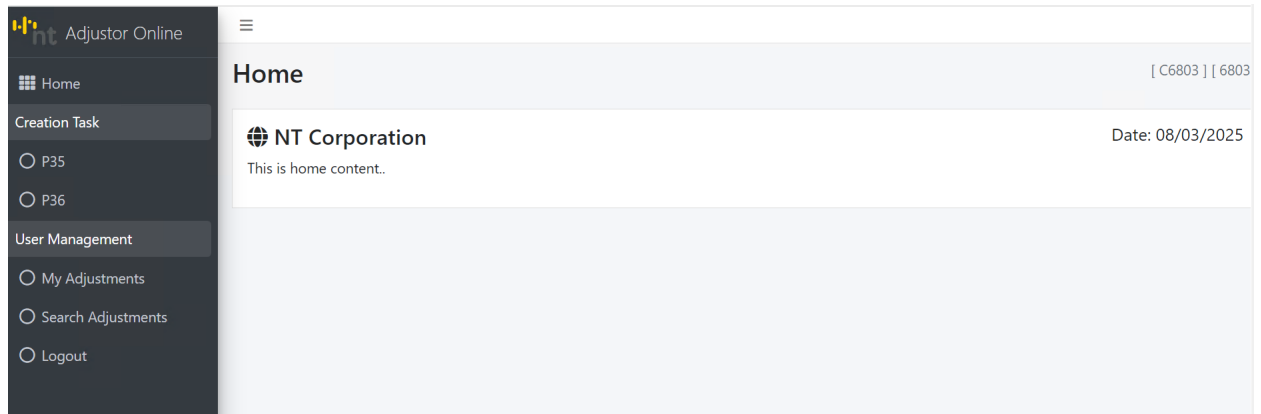 nt Adjustor Online
Home
Creation Task
P35
P36
User Management
My Adjustments
Search Adjustments
Logout
Home
[ C6803 ] [ 6803
NT Corporation
Date: 08/03/2025
This is home content..